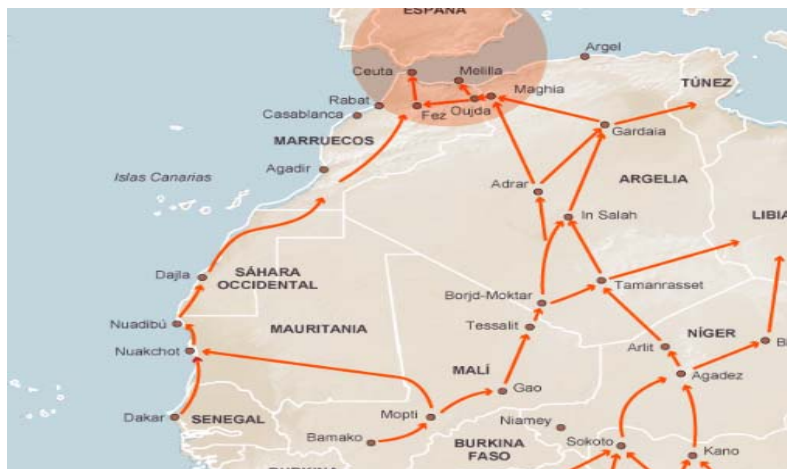 ESPAÑA
Argel
Ceuta
Melilla
TÚNEZ
Maghia
Rabat
Casablanca
Fez
Oujda
Gardaia
MARRUECOS
Agadir
Islas Canarias
Adrar
ARGELIA
In Salah
LIBIA
Dajla
SÁHARA
OCCIDENTAL
Borjd-Moktar
Tamanrasset
Nuadibú
MAURITANIA
Tessalit
NÍGER
Nuakchot
Arlit
MALÍ
Agadez
Gao
Dakar
SENEGAL
Mopti
Niamey
Bamako
BURKINA
FASO
Sokoto
Kano